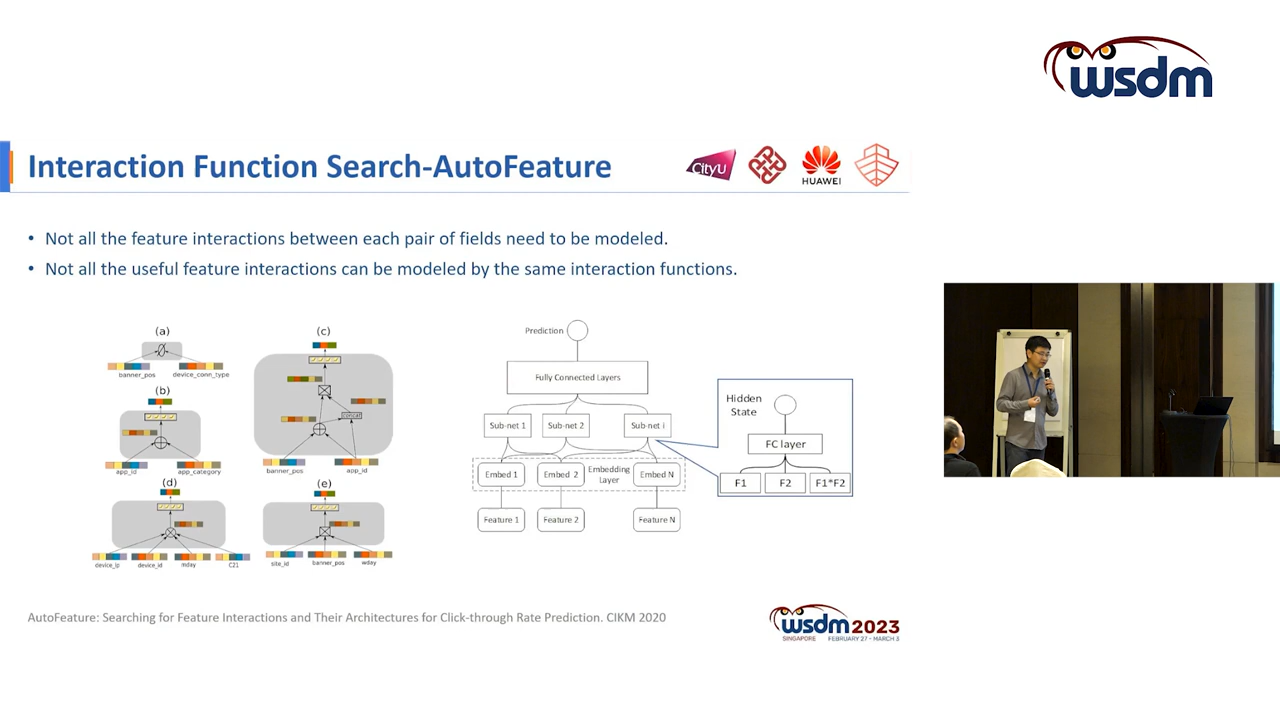 wsdm
Interaction Function Search-AutoFeature
CityU
HUAWEI
• Not all the feature interactions between each pair of fields need to be modeled.
• Not all the useful feature interactions can be modeled by the same interaction functions.
(a)
banner_pos
device_conn_type
(b)
app_id
app_category
(c)
concat
banner_pos
app_id
(d)
device_ip
device_id
mday
C21
(e)
site_id
banner_pos
wday
Prediction
Fully Connected Layers
Sub-net 1
Sub-net 2
Sub-net i
Embed 1
Embed 2
Embedding
Layer
Embed N
Feature 1
Feature 2
Feature N
Hidden
State
FC layer
F1
F2
F1*F2
AutoFeature: Searching for Feature Interactions and Their Architectures for Click-through Rate Prediction. CIKM 2020
wsdm 2023
SINGAPORE FEBRUARY 27 - MARCH 3